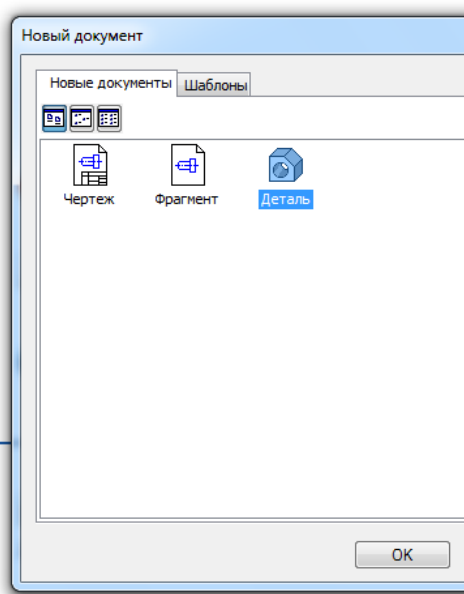 Новый документ
Новые документы Шаблоны
Чертеж Фрагмент Деталь
OK